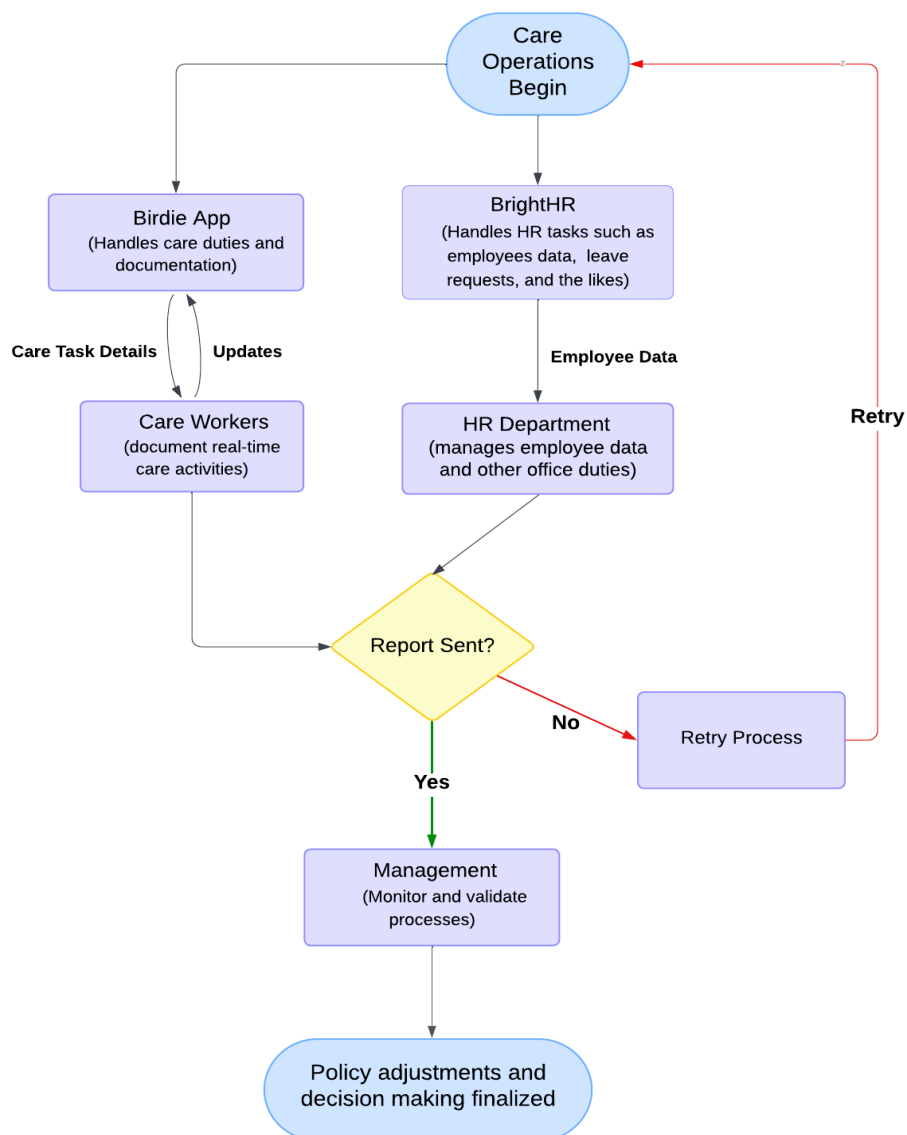 Care
Operations
Begin
z
Birdie App
(Handles care duties and
documentation)
BrightHR
(Handles HR tasks such as
employees data, leave
requests, and the likes)
Care Task Details
Updates
Employee Data
Care Workers
(document real-time
care activities)
HR Department
(manages employee data
and other office duties)
Retry
Report Sent?
No
Retry Process
Yes
Management
(Monitor and validate
processes)
Policy adjustments and
decision making finalized